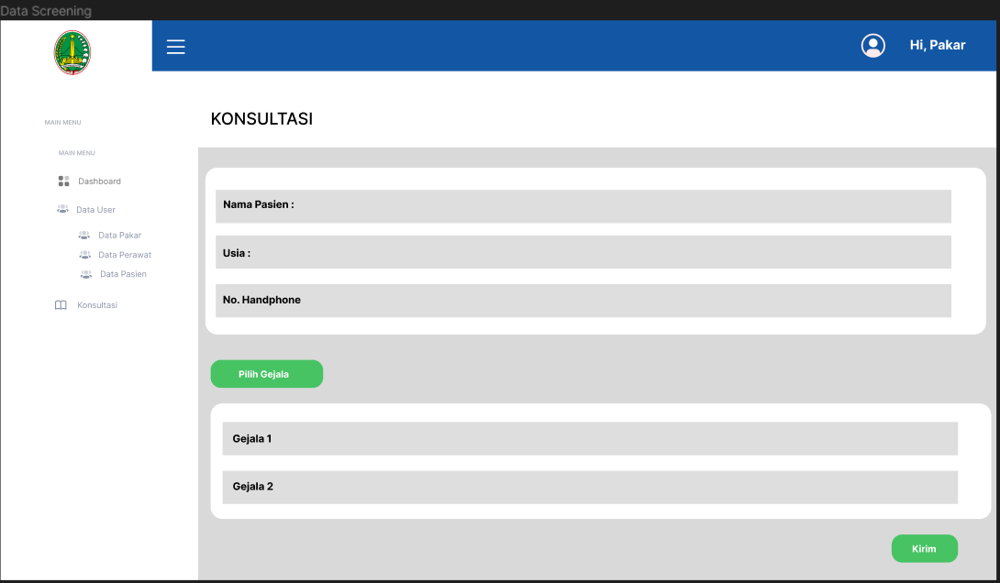 Data Screening
Hi, Pakar
KONSULTASI
MAIN MENU
MAIN MENU
Dashboard
Data User
Data Pakar
Data Perawat
Data Pasien
Konsultasi
Nama Pasien :
Usia :
No. Handphone
Pilih Gejala
Gejala 1
Gejala 2
Kirim